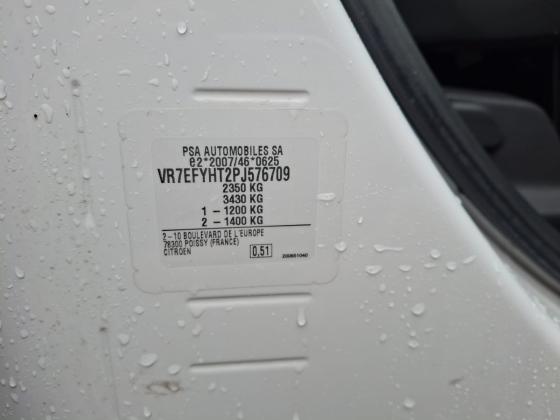 PSA AUTOMOBILES SA
e2*2007/46*0625
VR7EFYHT2PJ576709
2350 KG
3430 KG
1 - 1200 KG
2 - 1400 KG
2-10 BOULEVARD DE L'EUROPE
78300 POISSY (FRANCE)
CITROEN
0,51